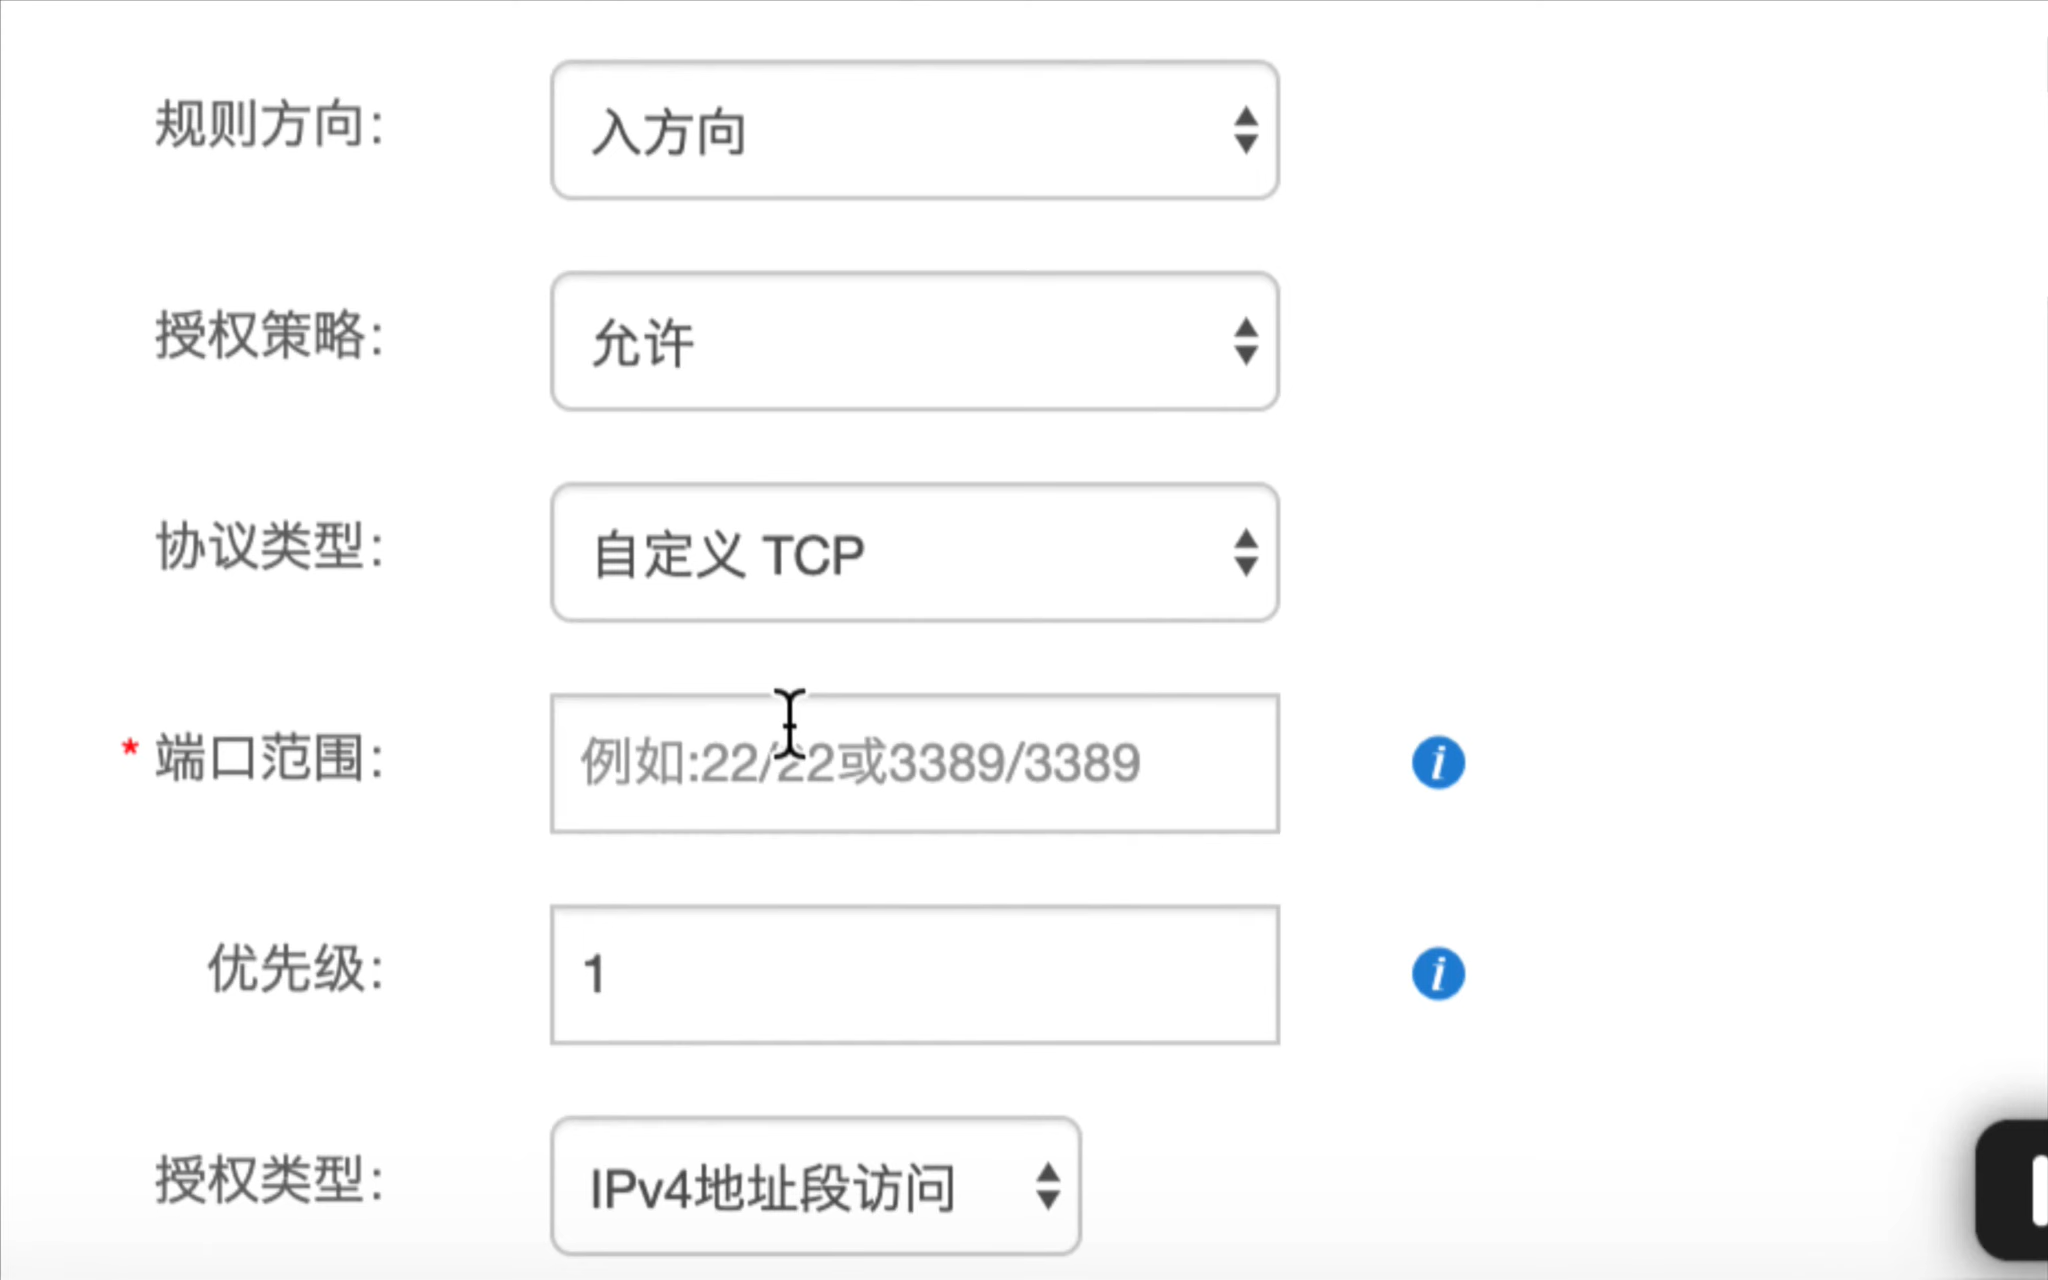 规则方向: 入方向
授权策略: 允许
协议类型: 自定义 TCP
* 端口范围: 例如:22/22或3389/3389
优先级: 1
授权类型: IPv4地址段访问